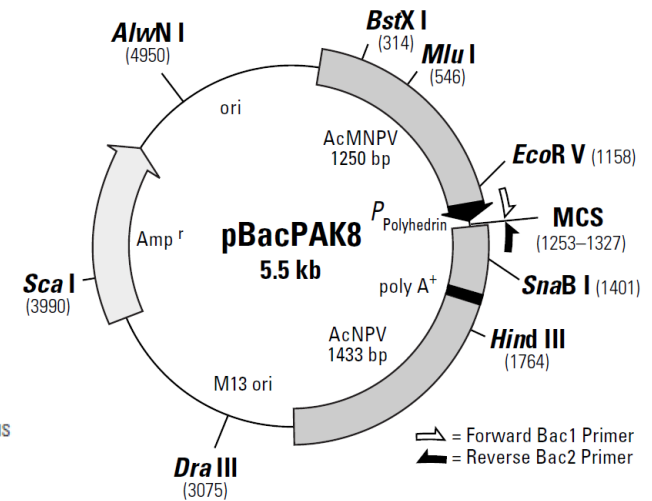 BstX I
(314)
Mlu I
(546)
AlwN I
(4950)
ori
AcMNPV
1250 bp
EcoR V (1158)
PPolyhedrin
MCS
(1253–1327)
pBacPAK8
5.5 kb
Amp r
SnaB I (1401)
poly A+
Sca I
(3990)
AcNPV
1433 bp
Hind III
(1764)
M13 ori
us
= Forward Bac1 Primer
= Reverse Bac2 Primer
Dra III
(3075)